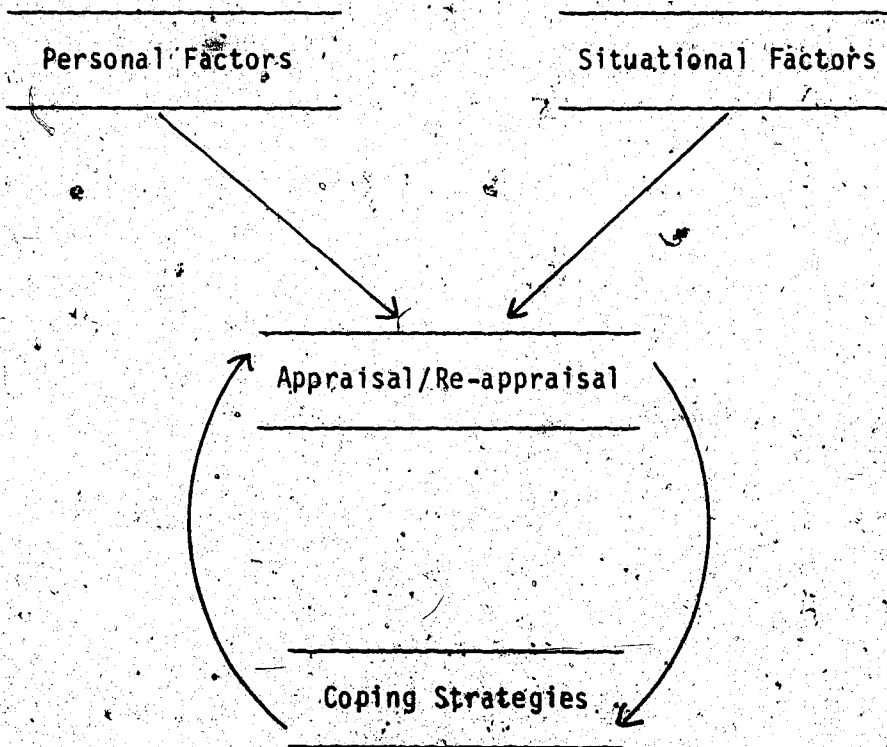 Personal Factors
Situational Factors
Appraisal/Re-appraisal
Coping Strategies